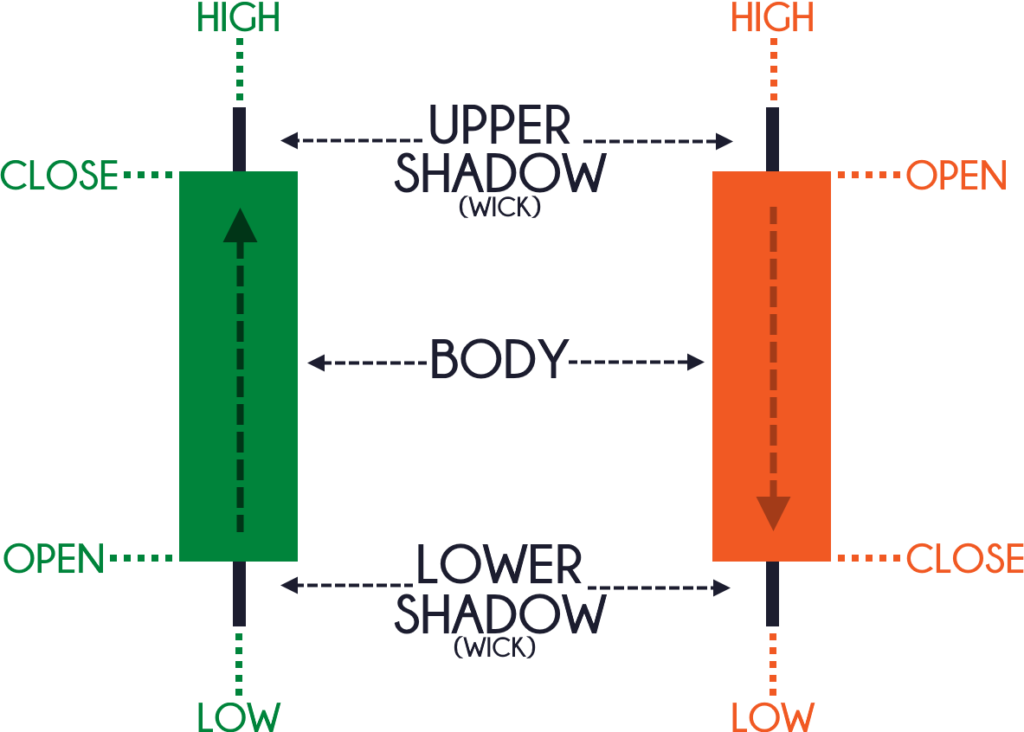 HIGH
HIGH
UPPER
SHADOW
(WICK)
CLOSE
OPEN
BODY
OPEN
CLOSE
LOWER
SHADOW
(WICK)
LOW
LOW